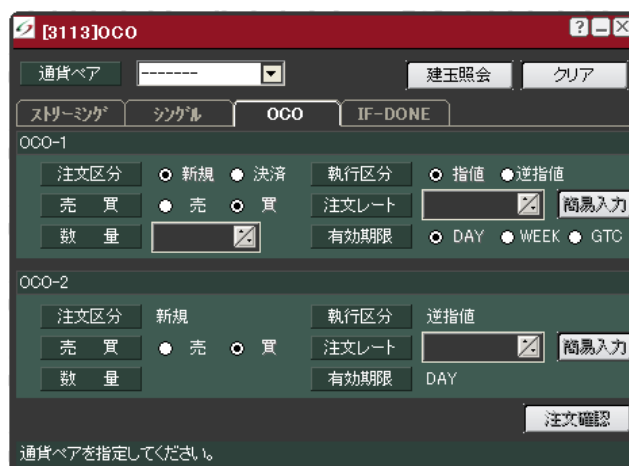 [3113]OCO
通貨ペア ------- 建玉照会 クリア
ストリーミング シングル OCO IF-DONE
OCO-1
注文区分 新規 決済 執行区分 指値 逆指値
売 買 売 買 注文レート 簡易入力
数 量 有効期限 DAY WEEK GTC
OCO-2
注文区分 新規 執行区分 逆指値
売 買 売 買 注文レート 簡易入力
数 量 有効期限 DAY
注文確認
通貨ペアを指定してください。